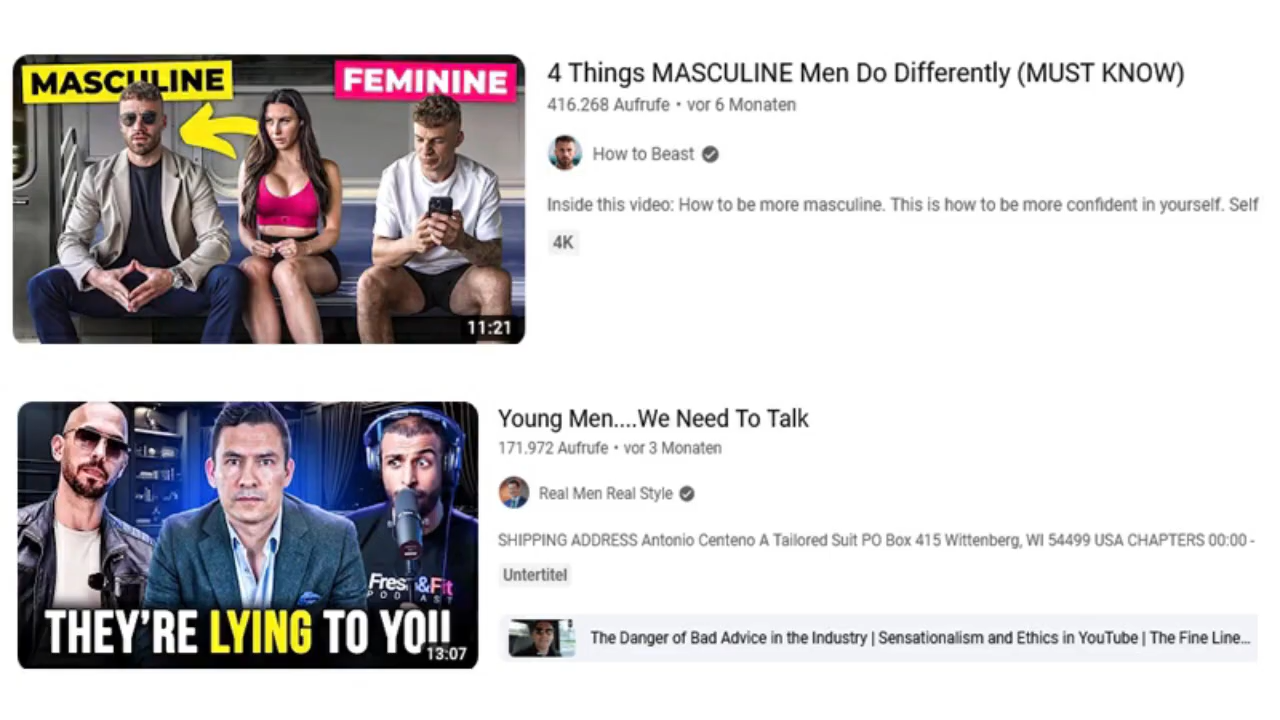 MASCULINE
FEMININE
11:21
4 Things MASCULINE Men Do Differently (MUST KNOW)
416.268 Aufrufe • vor 6 Monaten
How to Beast
Inside this video: How to be more masculine. This is how to be more confident in yourself. Self
4K
Fresh&Fit
PODCAST
THEY'RE LYING TO YOU
13:07
Young Men....We Need To Talk
171.972 Aufrufe • vor 3 Monaten
Real Men Real Style
SHIPPING ADDRESS Antonio Centeno A Tailored Suit PO Box 415 Wittenberg, WI 54499 USA CHAPTERS 00:00 -
Untertitel
The Danger of Bad Advice in the Industry | Sensationalism and Ethics in YouTube | The Fine Line...